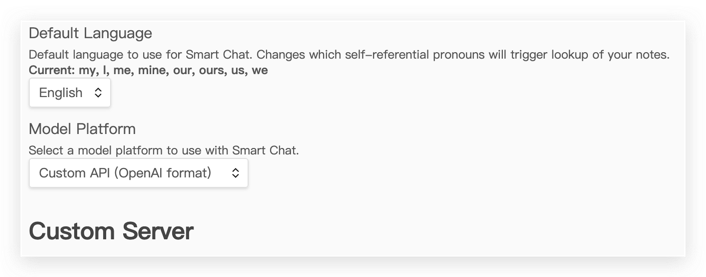 Default Language
Default language to use for Smart Chat. Changes which self-referential pronouns will trigger lookup of your notes.
Current: my, I, me, mine, our, ours, us, we
English
Model Platform
Select a model platform to use with Smart Chat.
Custom API (OpenAI format)
Custom Server